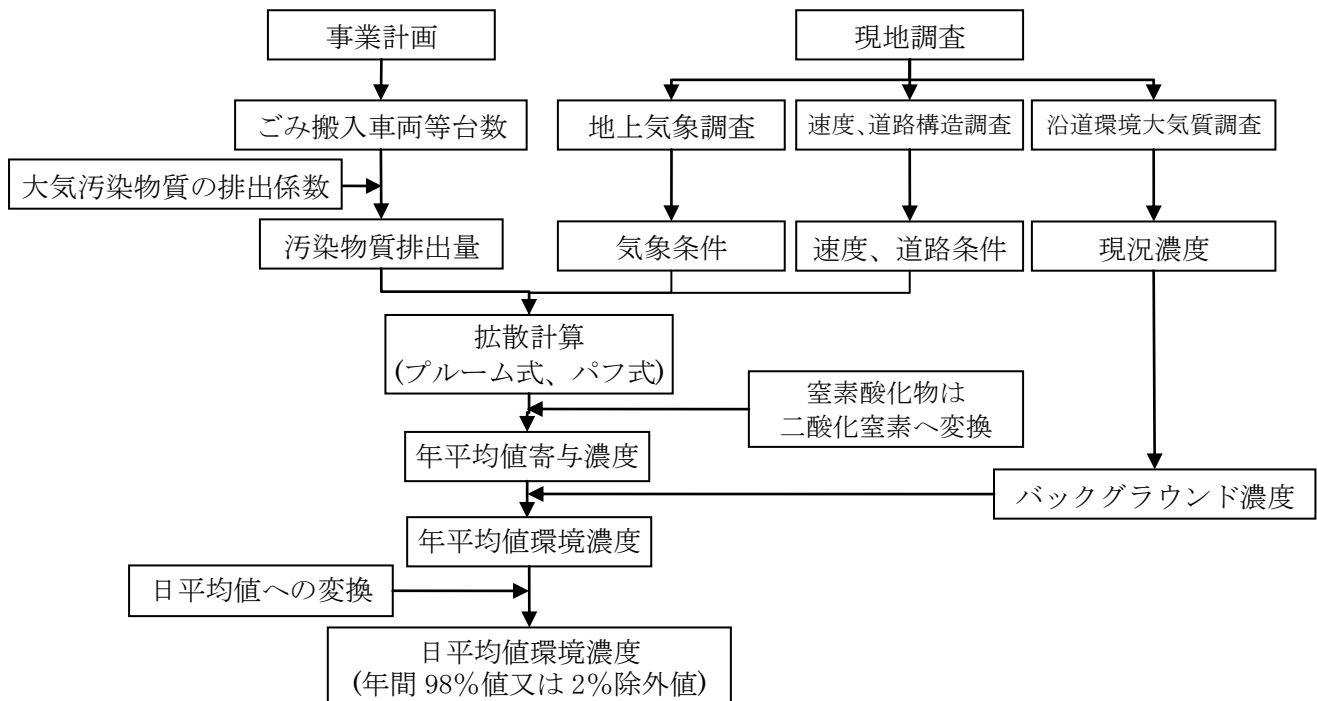 事業計画
現地調査
ごみ搬入車両等台数
地上気象調査
速度、道路構造調査
沿道環境大気質調査
大気汚染物質の排出係数
汚染物質排出量
気象条件
速度、道路条件
現況濃度
拡散計算
(プルーム式、パフ式)
窒素酸化物は
二酸化窒素へ変換
年平均値寄与濃度
バックグラウンド濃度
年平均値環境濃度
日平均値への変換
日平均値環境濃度
(年間 98%値又は 2%除外値)